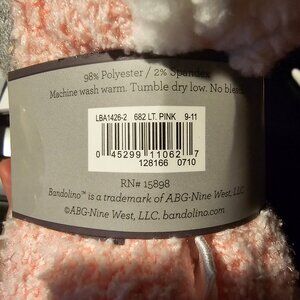 98% Polyester / 2% Spandex
Machine wash warm. Tumble dry low. No bleach
LBA1426-2 682 LT. PINK 9-11
0 45299 11062 7
128166 0710
RN# 15898
Bandolino™ is a trademark of ABG-Nine West, LLC.
©ABG-Nine West, LLC. bandolino.com